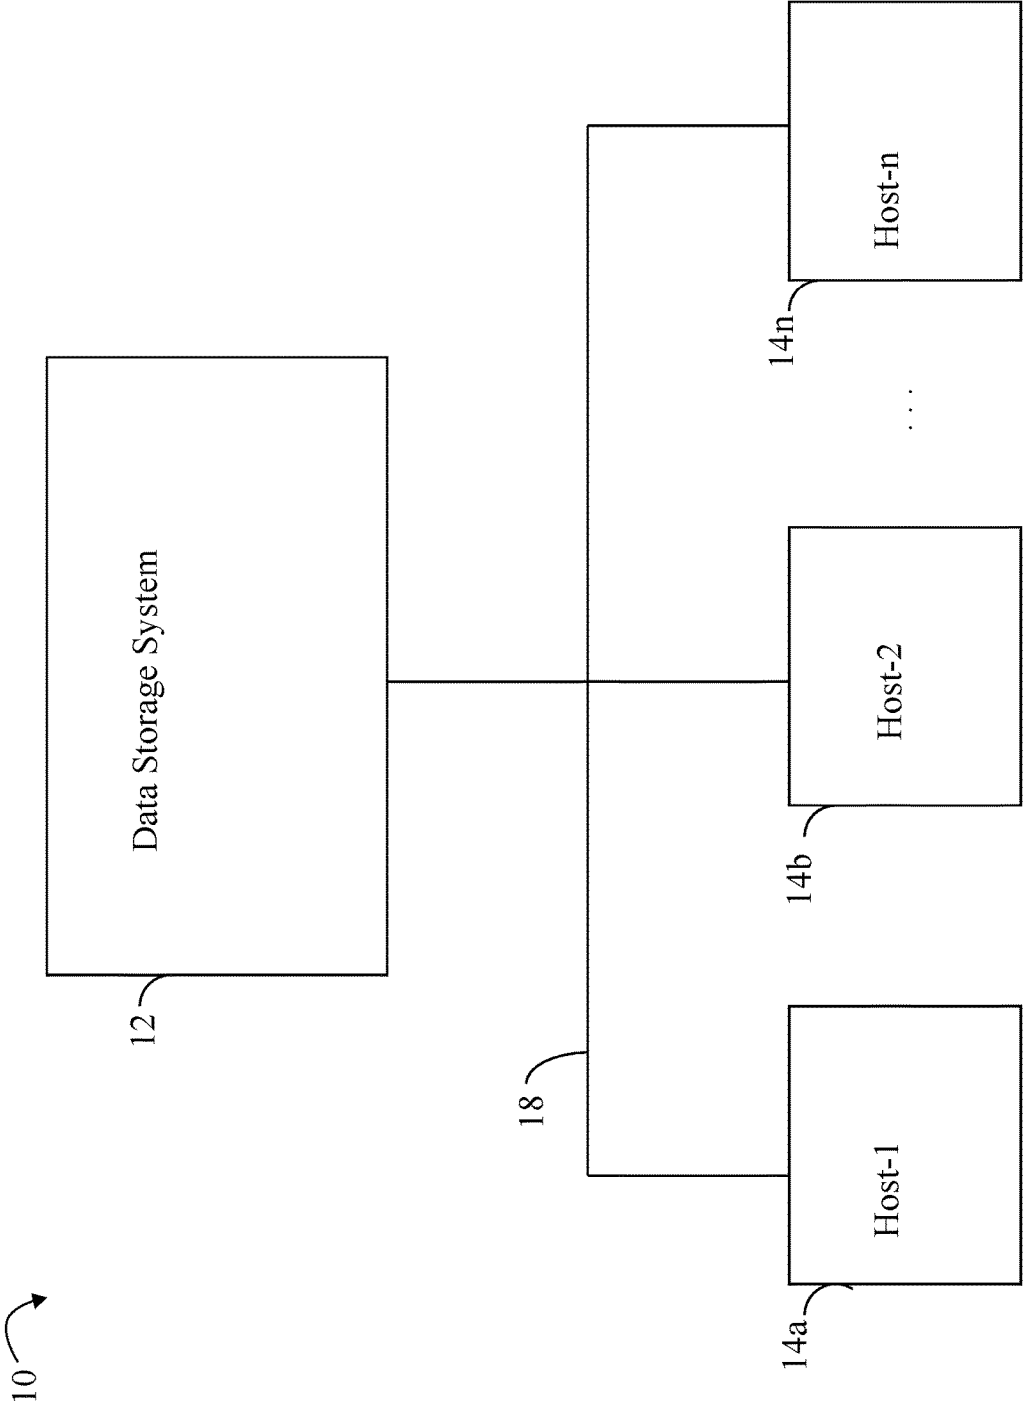 10
12
Data Storage System
18
14a
Host-1
14b
Host-2
. . .
14n
Host-n